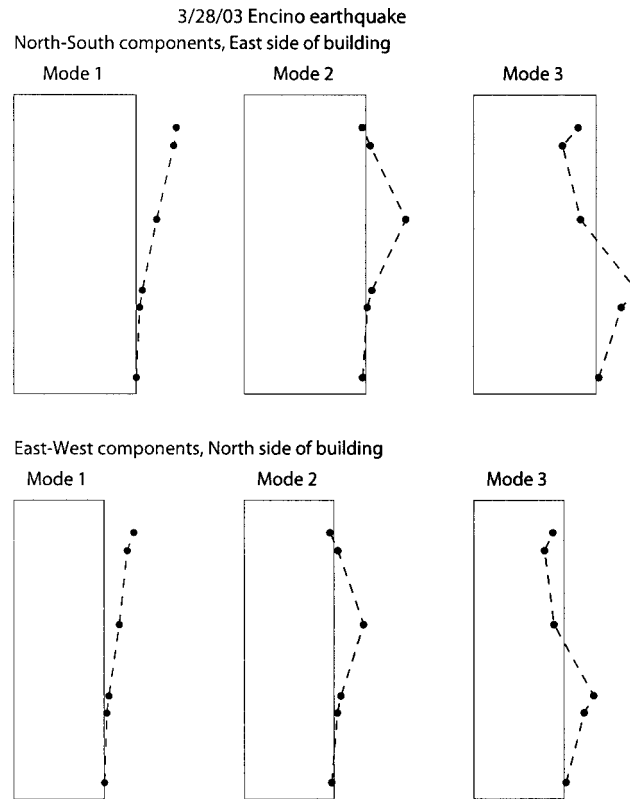 3/28/03 Encino earthquake
North-South components, East side of building
Mode 1 Mode 2 Mode 3
East-West components, North side of building
Mode 1 Mode 2 Mode 3